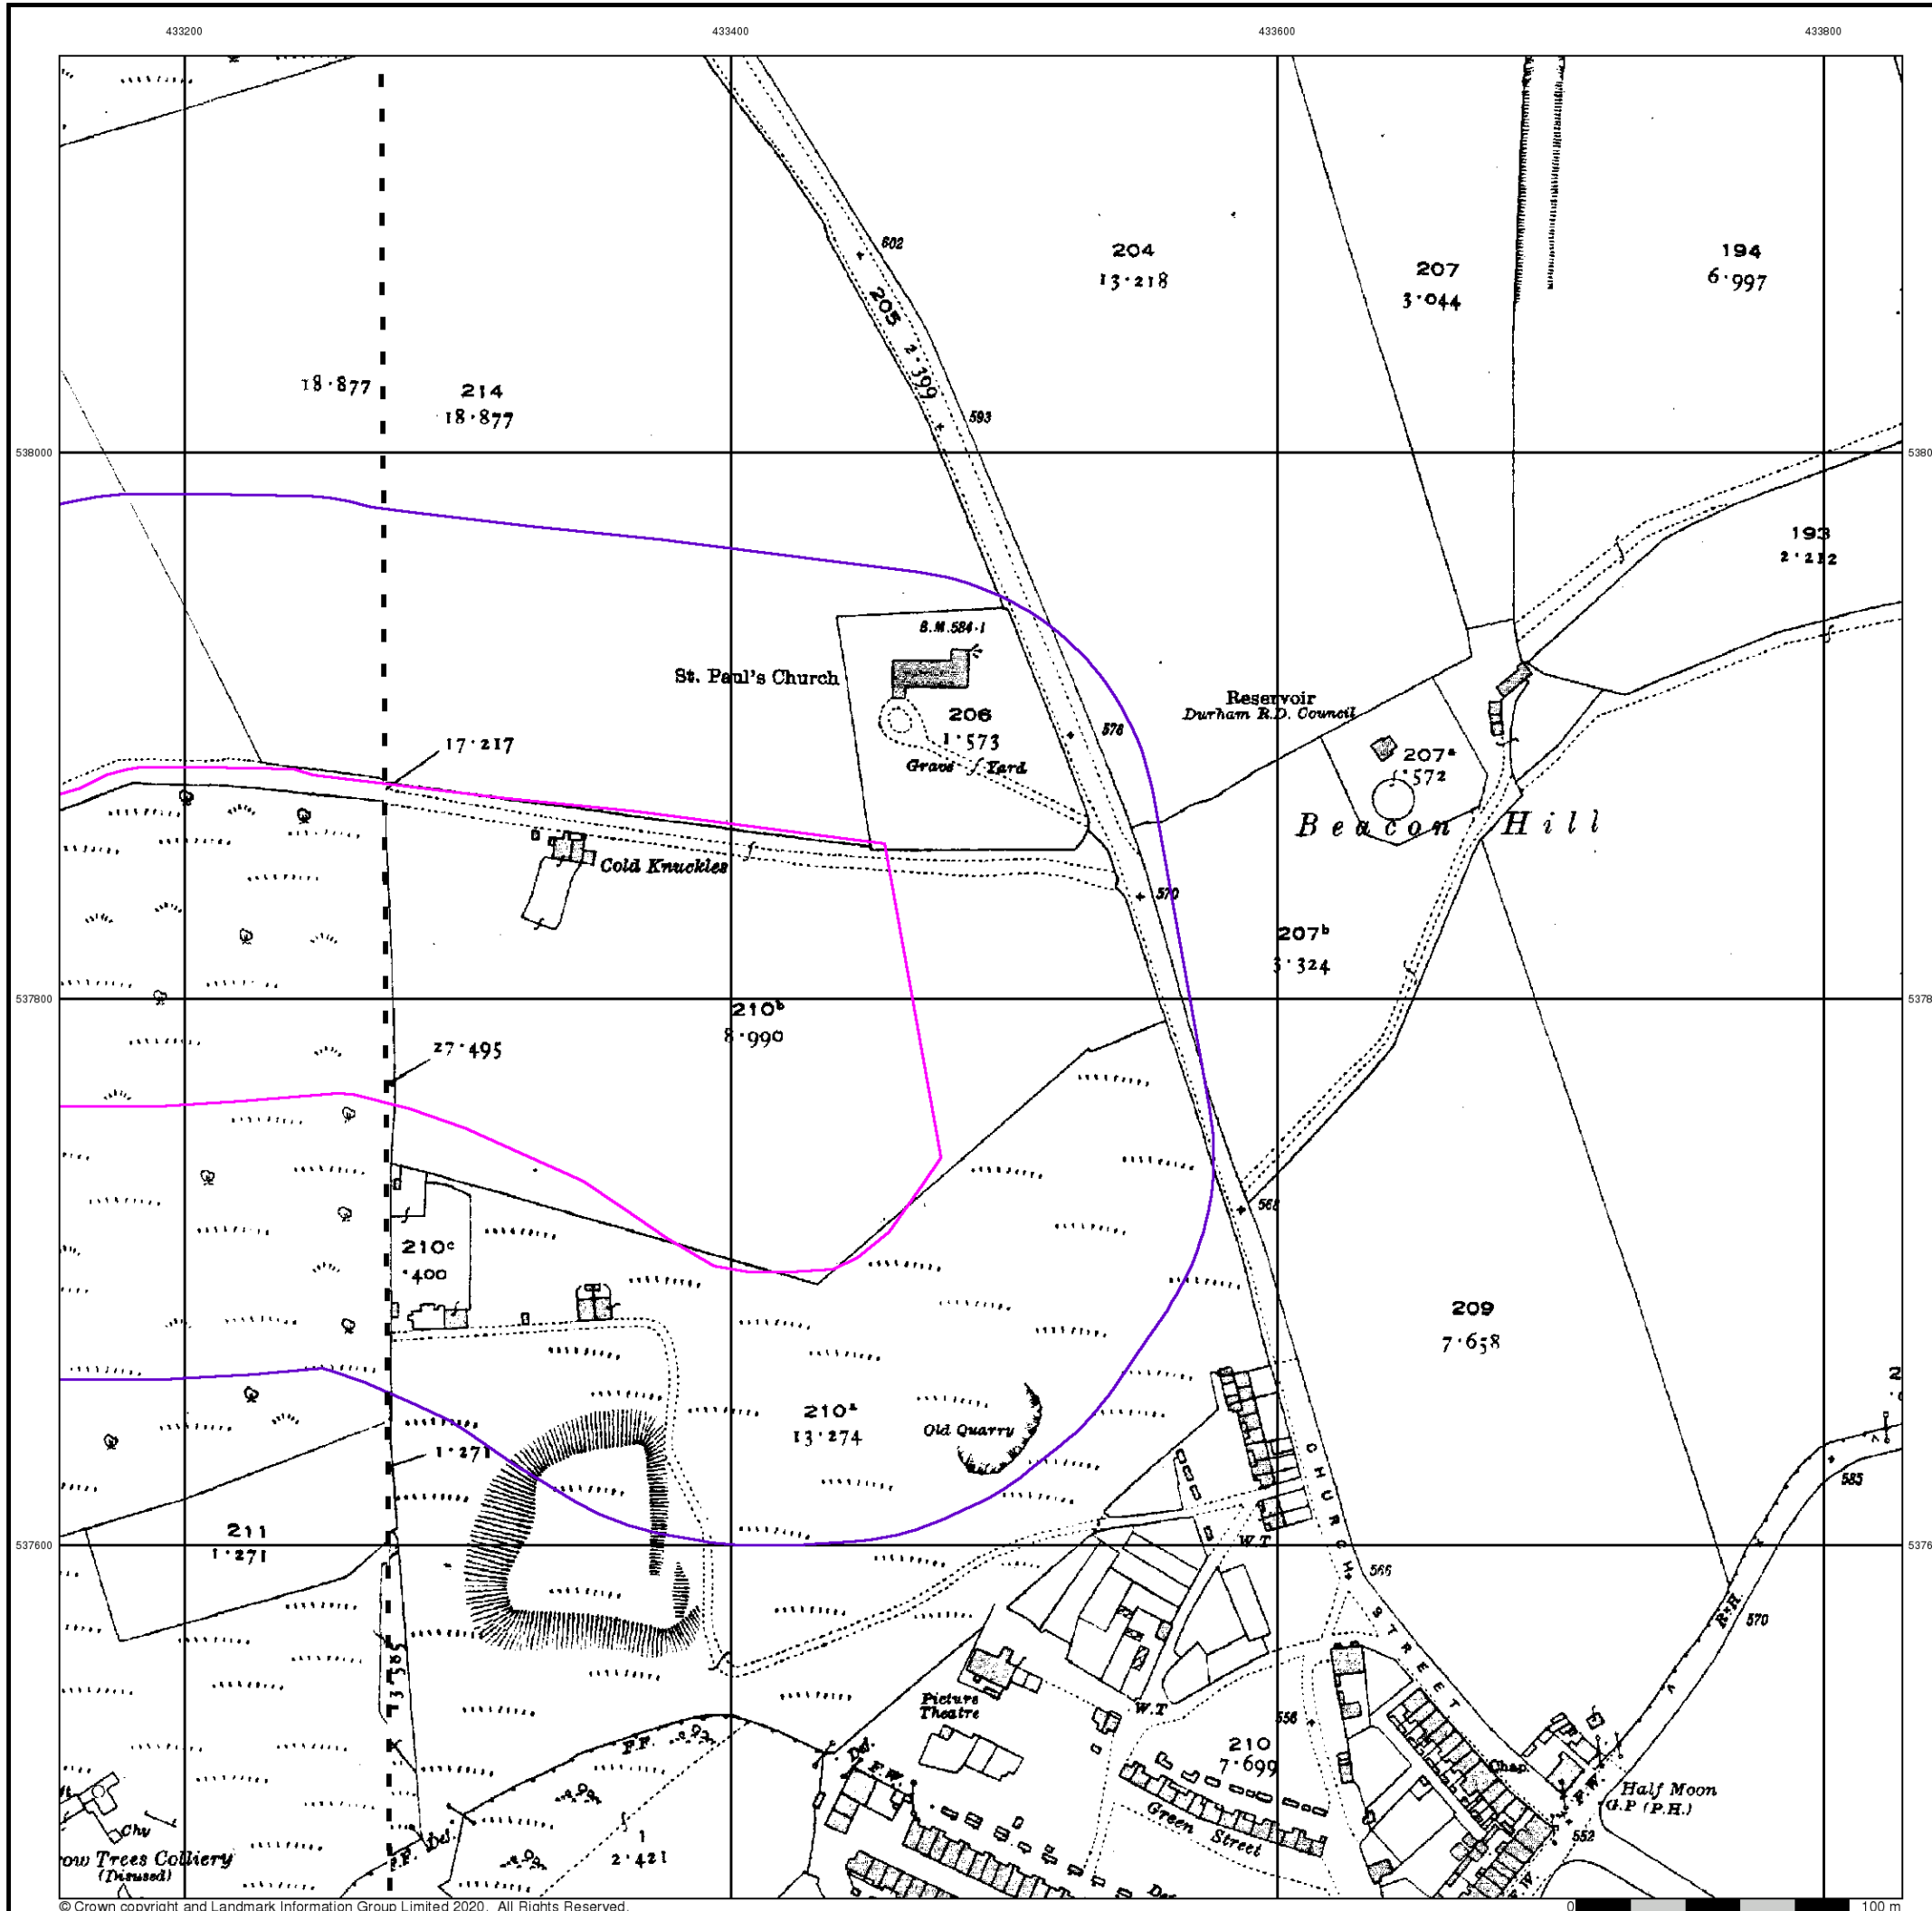 433200
433400
433600
433800
602
204
13·218
207
3·044
194
6·997
205
2·399
18·877
214
18·877
593
538000
193
2·212
B.M.584·1
St. Paul's Church
Reservoir
Durham R.D. Council
206
1·573
Grave Yard
578
17·217
207ᵃ
·572
Beacon Hill
Cold Knuckles
570
207ᵇ
3·324
537800
210ᵇ
8·990
27·495
568
210ᶜ
·400
209
7·658
210ᵃ
13·274
Old Quarry
1·271
CHURCH STREET
585
211
1·271
537600
W.T
566
R.H.
570
3·585
Picture
Theatre
W.T
556
210
7·699
F.F.
Def.
F.W.
Chap.
Half Moon
G.P (P.H.)
F.W.
Green Street
552
Chy
F.F.
Def.
1
2·421
ow Trees Colliery
(Disused)
© Crown copyright and Landmark Information Group Limited 2020. All Rights Reserved.
0
100 m